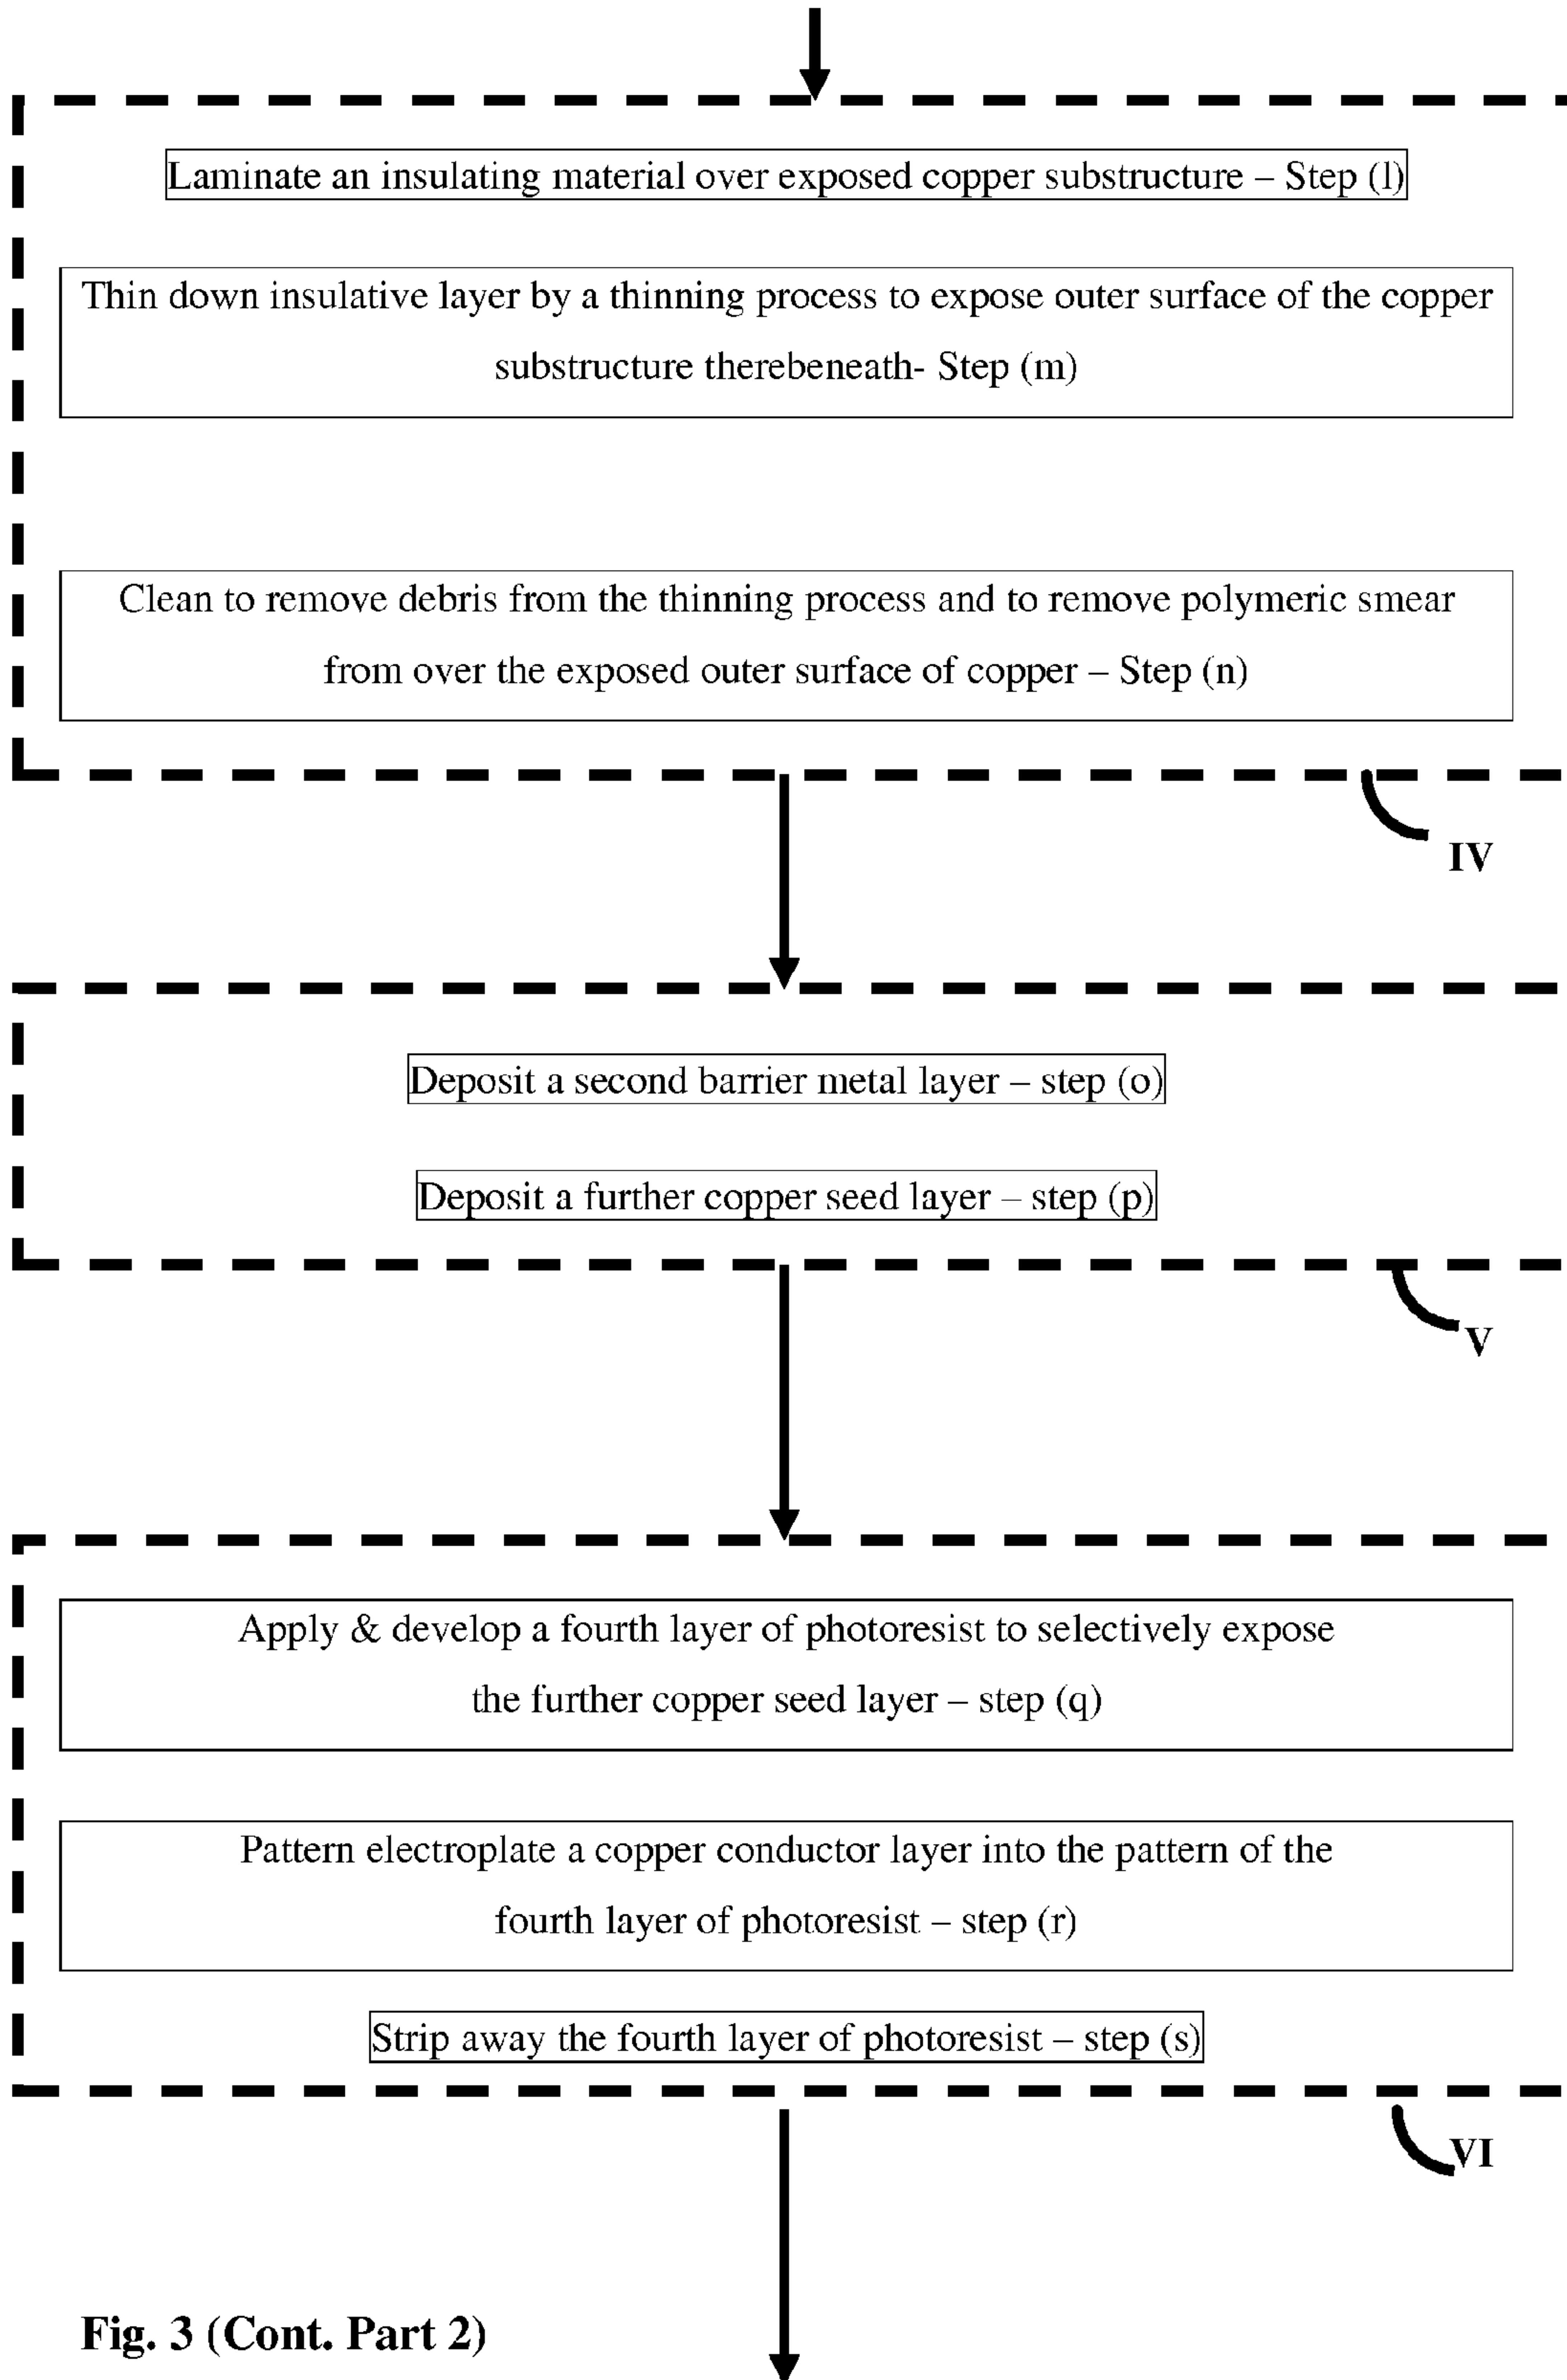 Laminate an insulating material over exposed copper substructure – Step (l)
Thin down insulative layer by a thinning process to expose outer surface of the copper
substructure therebeneath- Step (m)
Clean to remove debris from the thinning process and to remove polymeric smear
from over the exposed outer surface of copper – Step (n)
IV
Deposit a second barrier metal layer – step (o)
Deposit a further copper seed layer – step (p)
V
Apply & develop a fourth layer of photoresist to selectively expose
the further copper seed layer – step (q)
Pattern electroplate a copper conductor layer into the pattern of the
fourth layer of photoresist – step (r)
Strip away the fourth layer of photoresist – step (s)
VI
Fig. 3 (Cont. Part 2)